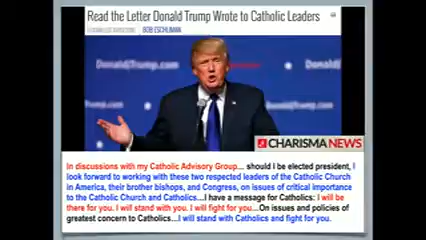 Read the Letter Donald Trump Wrote to Catholic Leaders
BOB ESCHLIMAN
DonaldJTrump.com
CHARISMA NEWS
In discussions with my Catholic Advisory Group... should I be elected president, I
look forward to working with these two respected leaders of the Catholic Church
in America, their brother bishops, and Congress, on issues of critical importance
to the Catholic Church and Catholics....I have a message for Catholics: I will be
there for you. I will stand with you. I will fight for you....On issues and policies of
greatest concern to Catholics...I will stand with Catholics and fight for you.